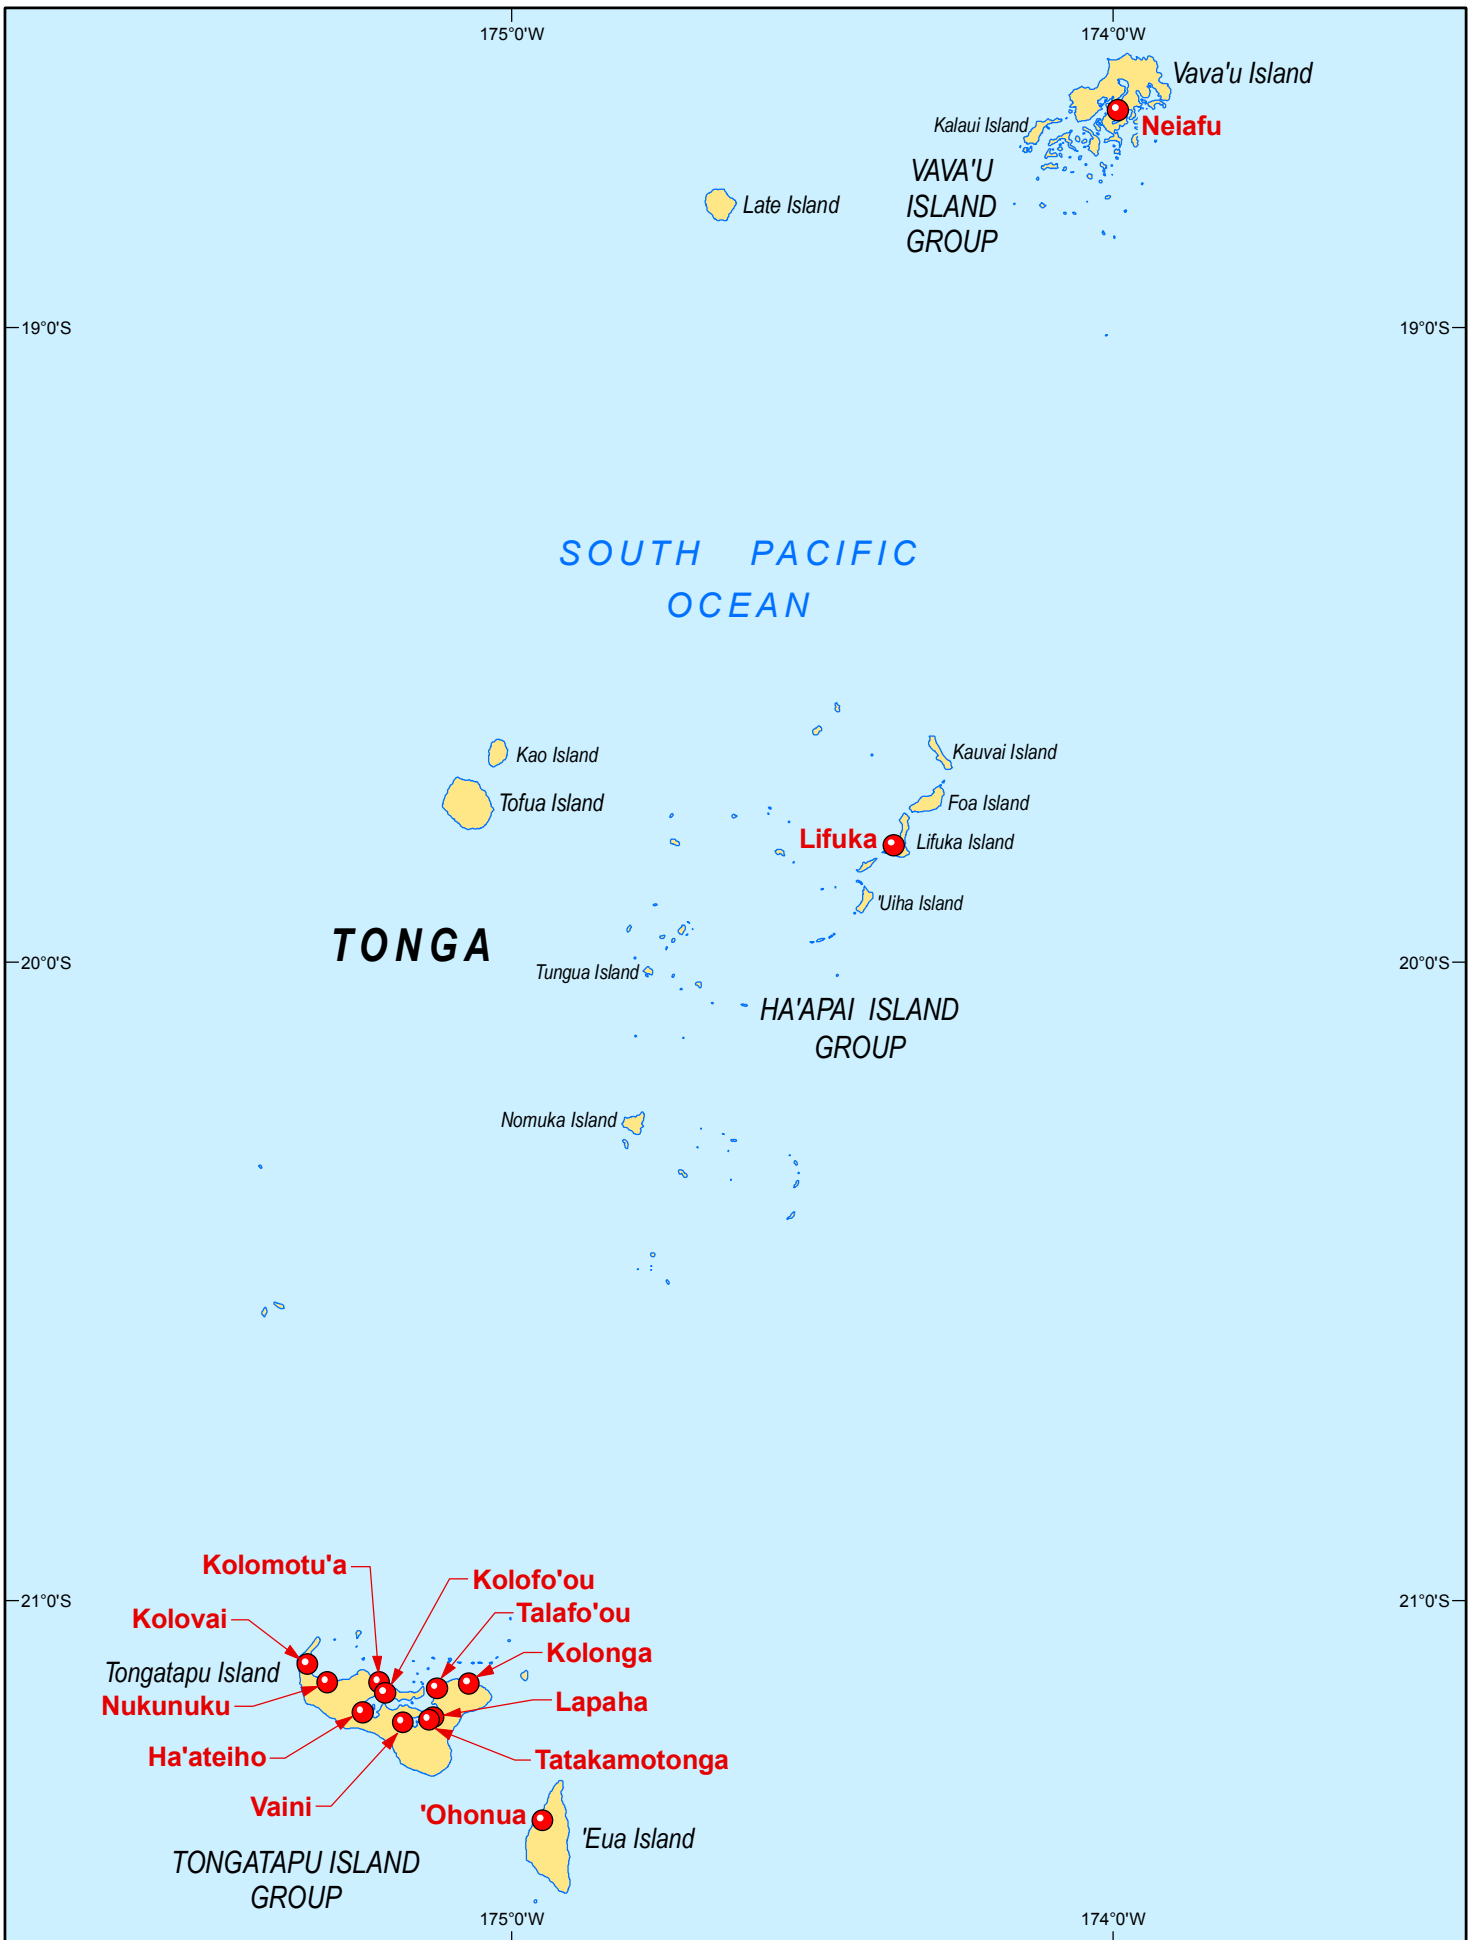 175°0'W
174°0'W
Vava'u Island
Kalaui Island
Neiafu
VAVA'U
ISLAND
GROUP
Late Island
19°0'S
19°0'S
SOUTH PACIFIC
OCEAN
Kao Island
Kauvai Island
Tofua Island
Foa Island
Lifuka
Lifuka Island
'Uiha Island
TONGA
20°0'S
20°0'S
Tungua Island
HA'APAI ISLAND
GROUP
Nomuka Island
Kolomotu'a
Kolofo'ou
21°0'S
21°0'S
Kolovai
Talafo'ou
Kolonga
Tongatapu Island
Nukunuku
Lapaha
Ha'ateiho
Tatakamotonga
Vaini
'Ohonua
'Eua Island
TONGATAPU ISLAND
GROUP
175°0'W
174°0'W